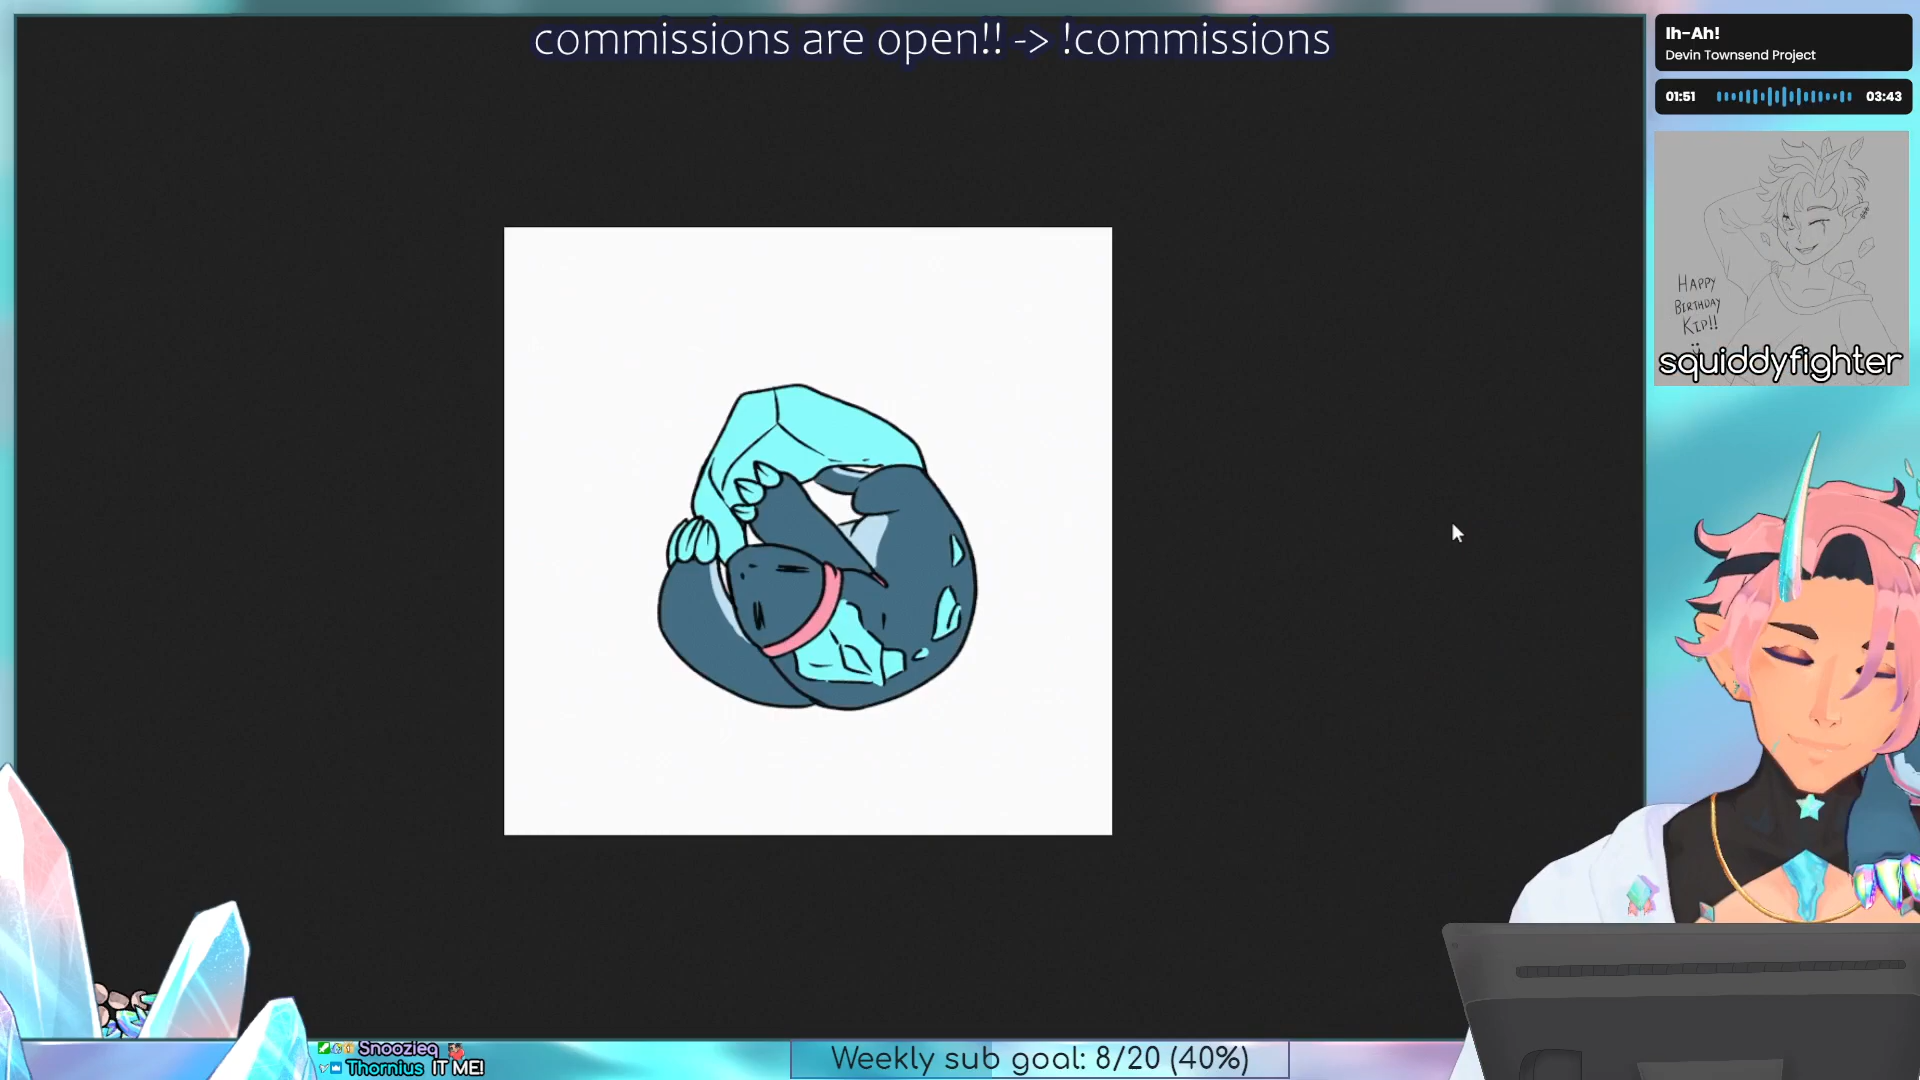 commissions are open!! -> !commissions
Ih-Ah!
Devin Townsend Project
01:51
03:43
HAPPY
BIRTHDAY
KIP!!
squiddyfighter
Snoozieq
Thornius IT ME!
Weekly sub goal: 8/20 (40%)